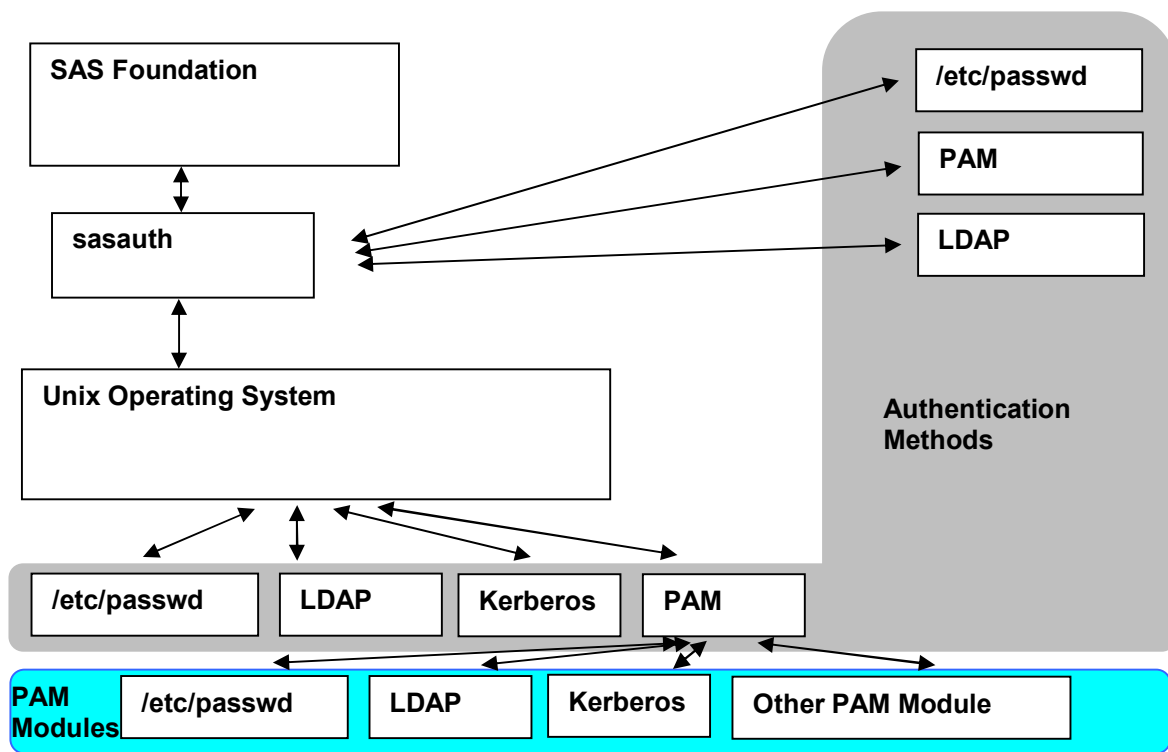 SAS Foundation
/etc/passwd
PAM
sasauth
LDAP
Unix Operating System
Authentication
Methods
/etc/passwd
LDAP
Kerberos
PAM
PAM
Modules
/etc/passwd
LDAP
Kerberos
Other PAM Module